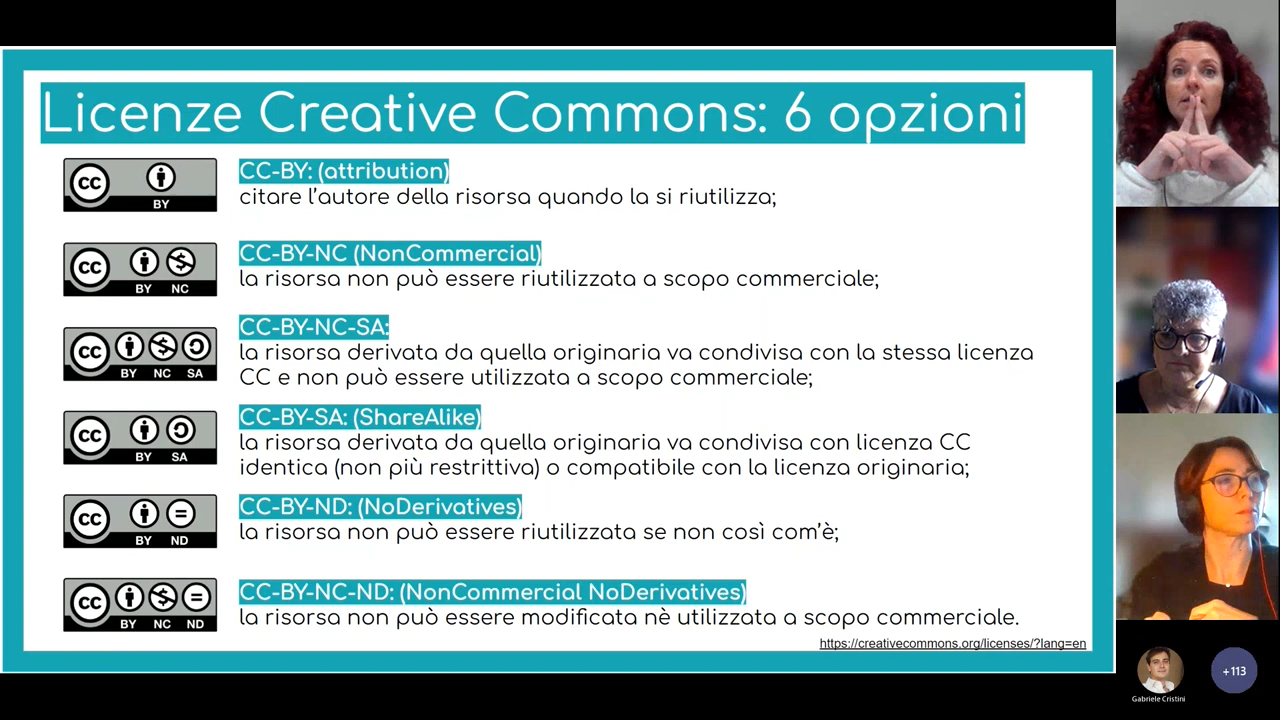 Licenze Creative Commons: 6 opzioni
cc
BY
CC-BY: (attribution)
citare l'autore della risorsa quando la si riutilizza;
cc
BY NC
CC-BY-NC (NonCommercial)
la risorsa non può essere riutilizzata a scopo commerciale;
cc
BY NC SA
CC-BY-NC-SA:
la risorsa derivata da quella originaria va condivisa con la stessa licenza
CC e non può essere utilizzata a scopo commerciale;
cc
BY SA
CC-BY-SA: (ShareAlike)
la risorsa derivata da quella originaria va condivisa con licenza CC
identica (non più restrittiva) o compatibile con la licenza originaria;
cc
BY ND
CC-BY-ND: (NoDerivatives)
la risorsa non può essere riutilizzata se non così com'è;
cc
BY NC ND
CC-BY-NC-ND: (NonCommercial NoDerivatives)
la risorsa non può essere modificata nè utilizzata a scopo commerciale.
https://creativecommons.org/licenses/?lang=en
Gabriele Cristini
+113